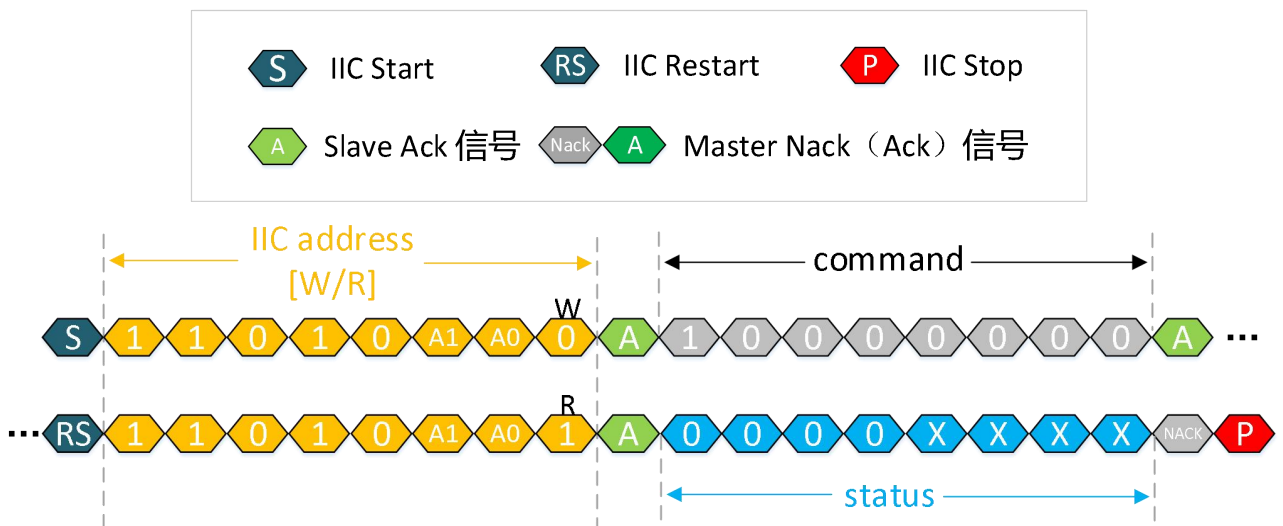 S IIC Start RS IIC Restart P IIC Stop
A Slave Ack 信号 Nack A Master Nack（Ack）信号
IIC address
[W/R]
command
W
S 1 1 0 1 0 A1 A0 0 A 1 0 0 0 0 0 0 0 A ...
R
... RS 1 1 0 1 0 A1 A0 1 A 0 0 0 0 X X X X NACK P
status